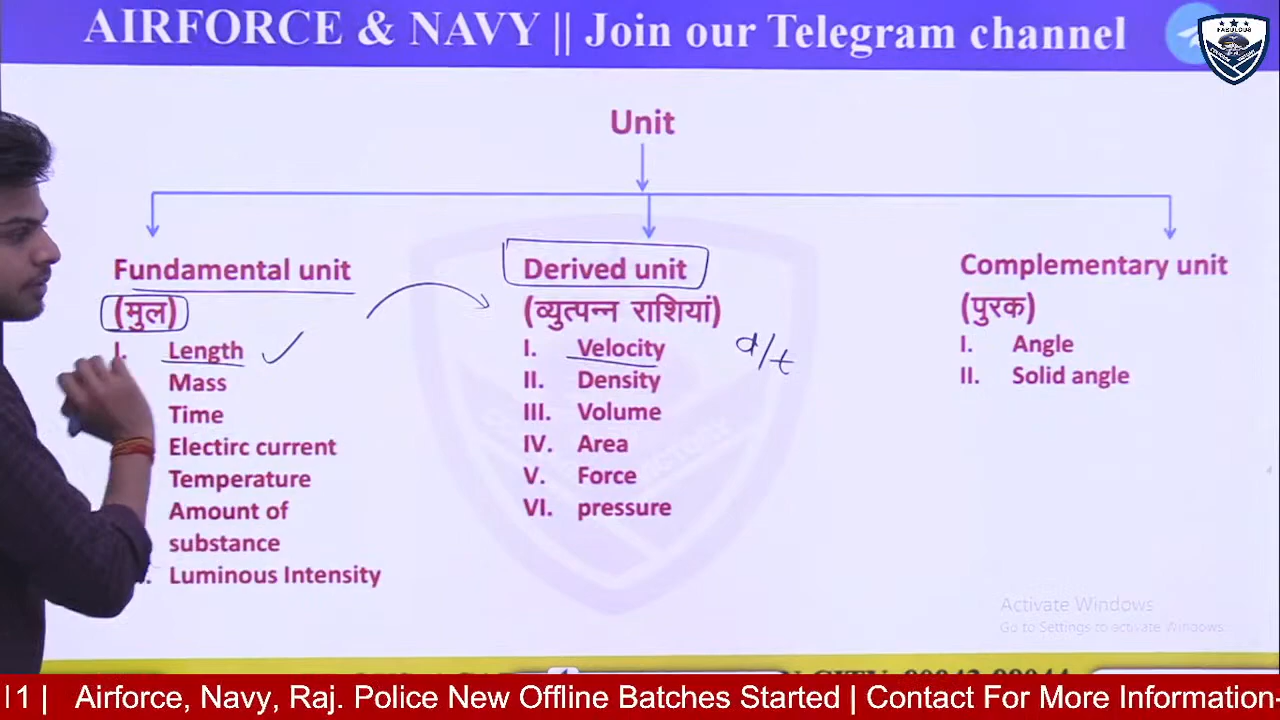 AIRFORCE & NAVY || Join our Telegram channel
FABULOUS
Unit
Fundamental unit
(मुल)
I. Length
Mass
Time
Electirc current
Temperature
Amount of
substance
Luminous Intensity
Derived unit
(व्युत्पन्न राशियां)
I. Velocity d/t
II. Density
III. Volume
IV. Area
V. Force
VI. pressure
Complementary unit
(पुरक)
I. Angle
II. Solid angle
Activate Windows
Go to Settings to activate Windows.
1 | Airforce, Navy, Raj. Police New Offline Batches Started | Contact For More Information-